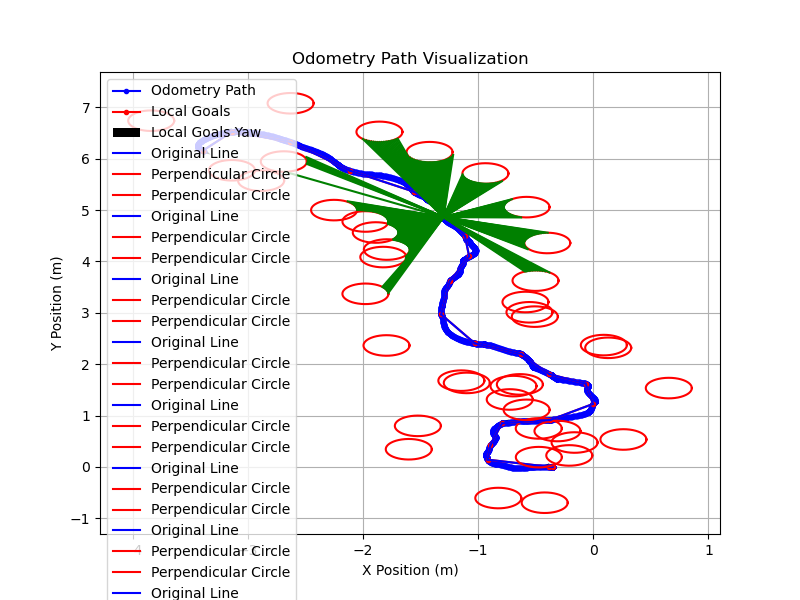 Odometry Path Visualization
Y Position (m)
7
6
5
4
3
2
1
0
−1
Odometry Path
Local Goals
Local Goals Yaw
Original Line
Perpendicular Circle
Perpendicular Circle
Original Line
Perpendicular Circle
Perpendicular Circle
Original Line
Perpendicular Circle
Perpendicular Circle
Original Line
Perpendicular Circle
Perpendicular Circle
Original Line
Perpendicular Circle
Perpendicular Circle
Original Line
Perpendicular Circle
Perpendicular Circle
Original Line
Perpendicular Circle
Perpendicular Circle
Original Line
−4 −3 −2 −1 0 1
X Position (m)